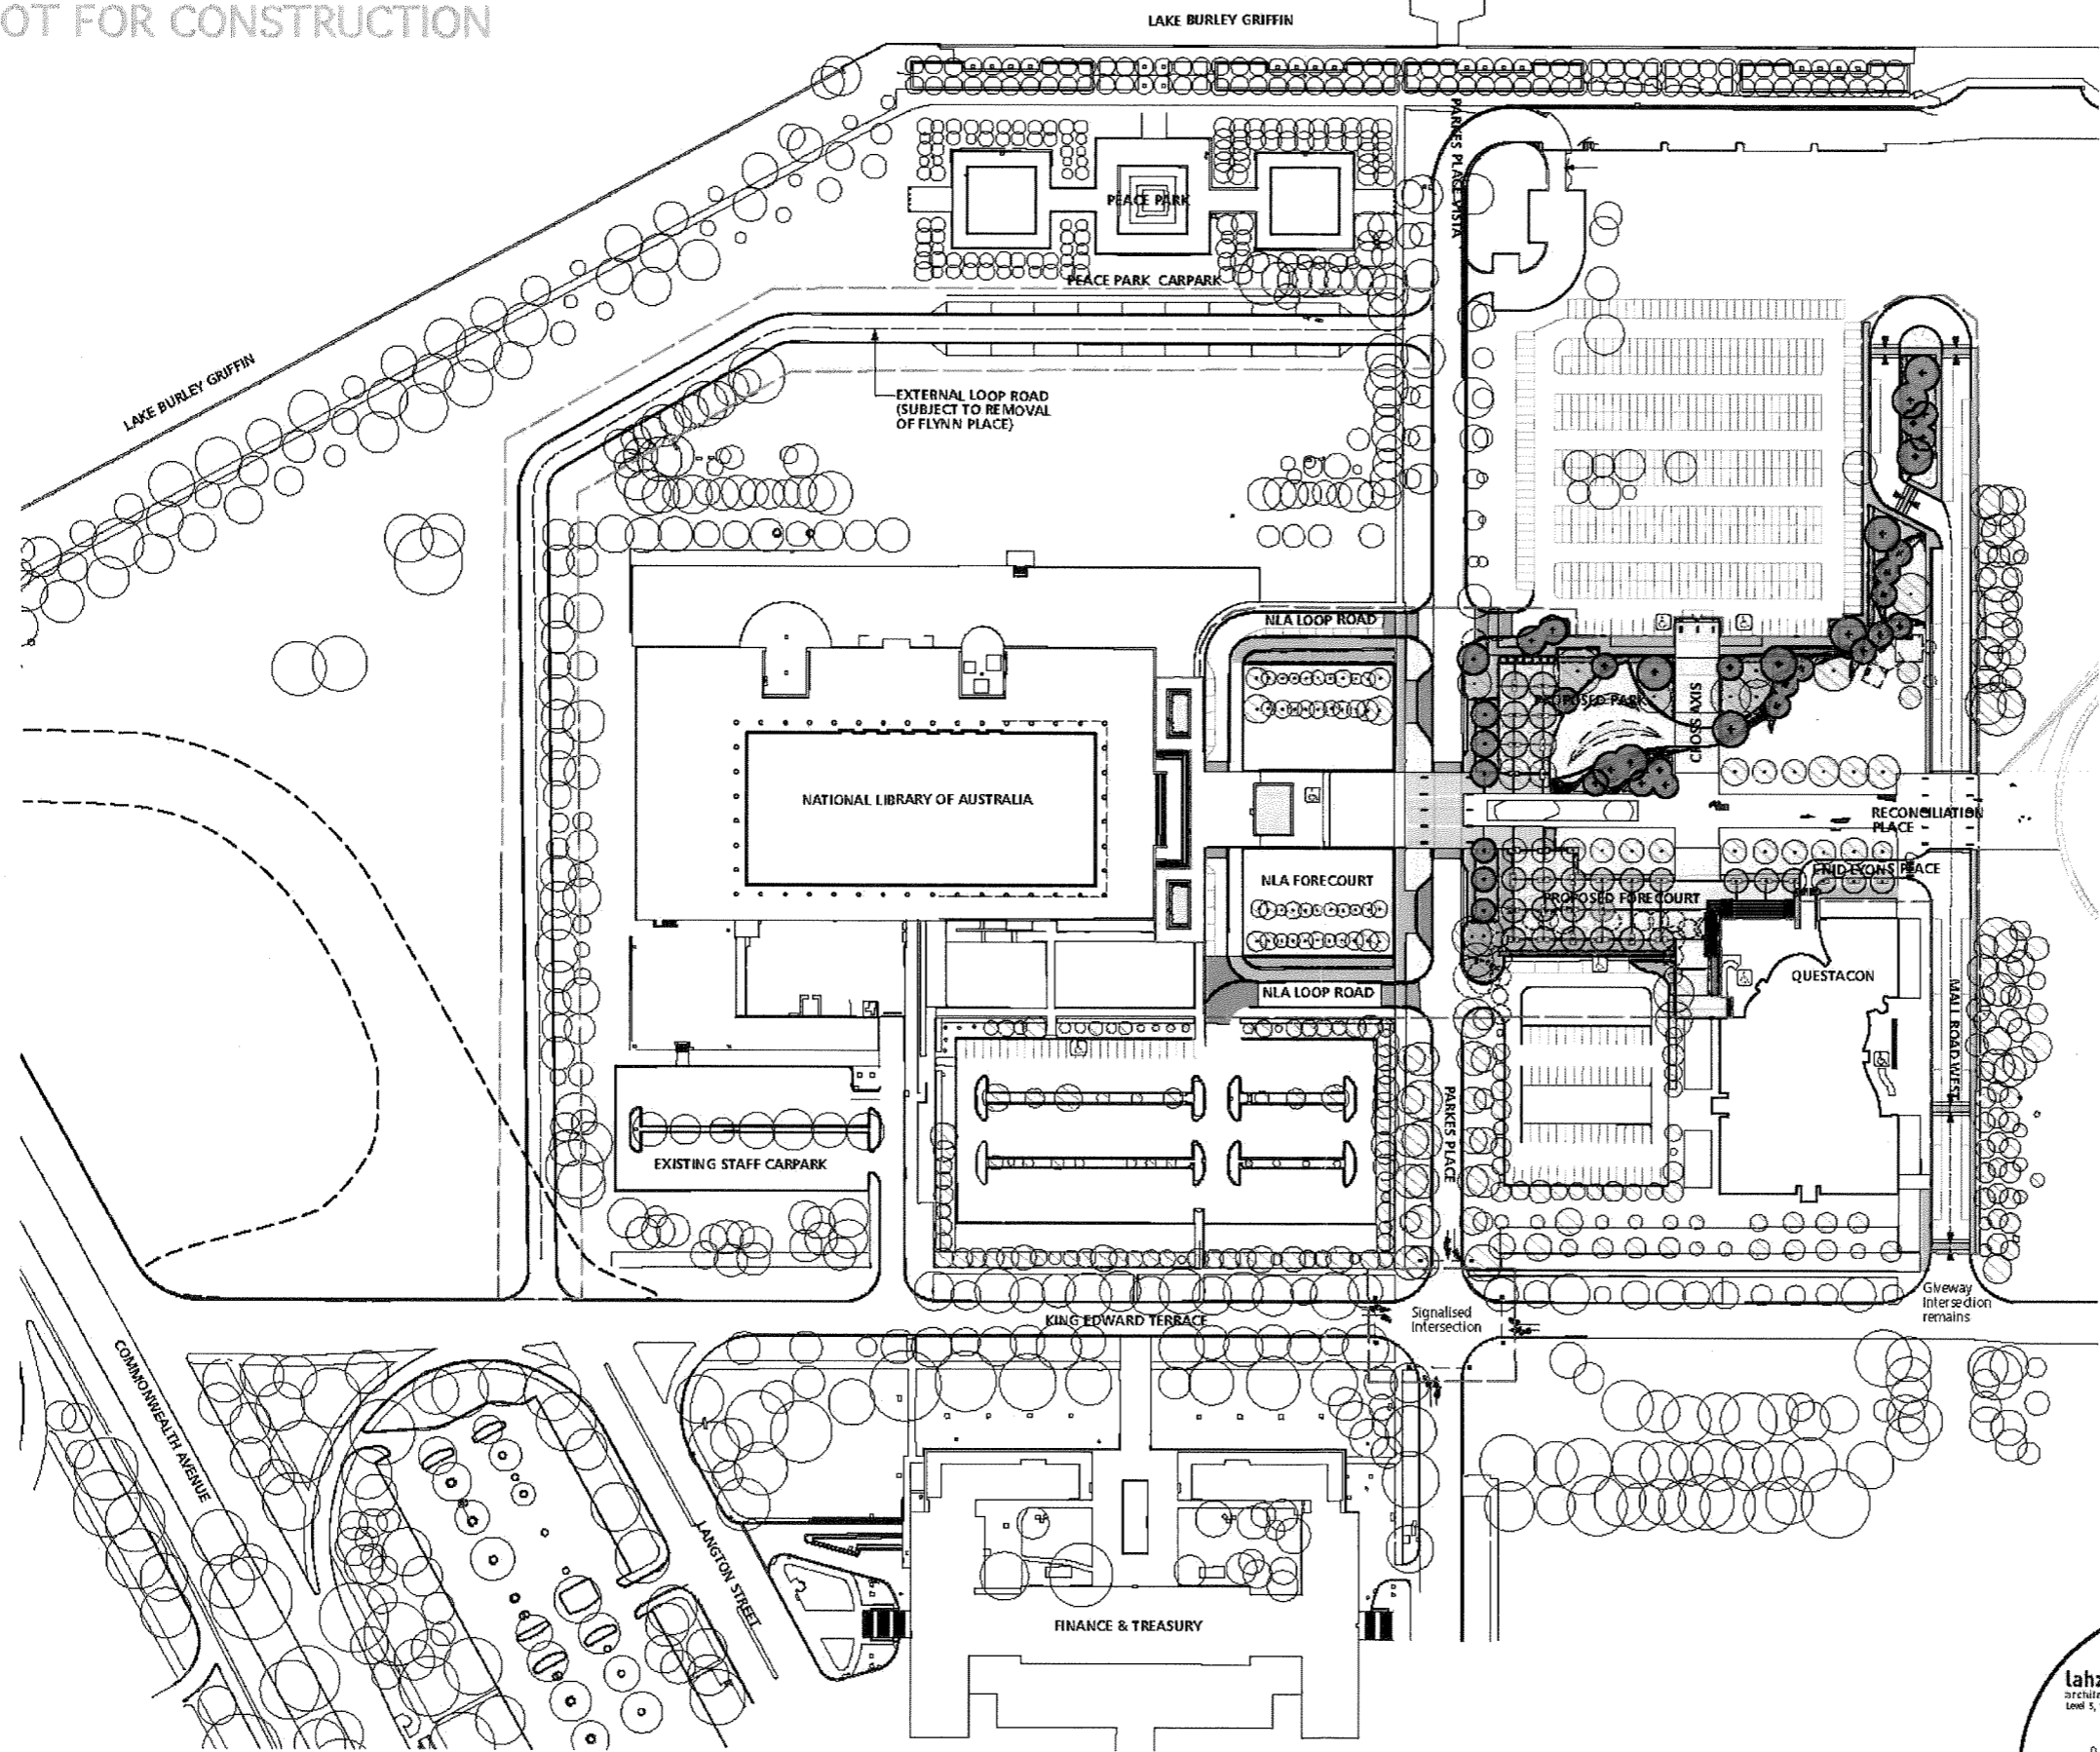 OT FOR CONSTRUCTION
LAKE BURLEY GRIFFIN
PARKES PLACE VISTA
PEACE PARK
PEACE PARK CARPARK
LAKE BURLEY GRIFFIN
EXTERNAL LOOP ROAD
(SUBJECT TO REMOVAL
OF FLYNN PLACE)
NLA LOOP ROAD
PROPOSED PARK
CROSS AXIS
NATIONAL LIBRARY OF AUSTRALIA
RECONCILIATION
PLACE
ENID LYONS PLACE
NLA FORECOURT
PROPOSED FORECOURT
QUESTACON
NLA LOOP ROAD
MALL ROAD WEST
PARKES PLACE
EXISTING STAFF CARPARK
Giveway
Intersection
remains
Signalised
Intersection
KING EDWARD TERRACE
COMMONWEALTH AVENUE
LANGTON STREET
FINANCE & TREASURY
lahz
archite
Level 5,